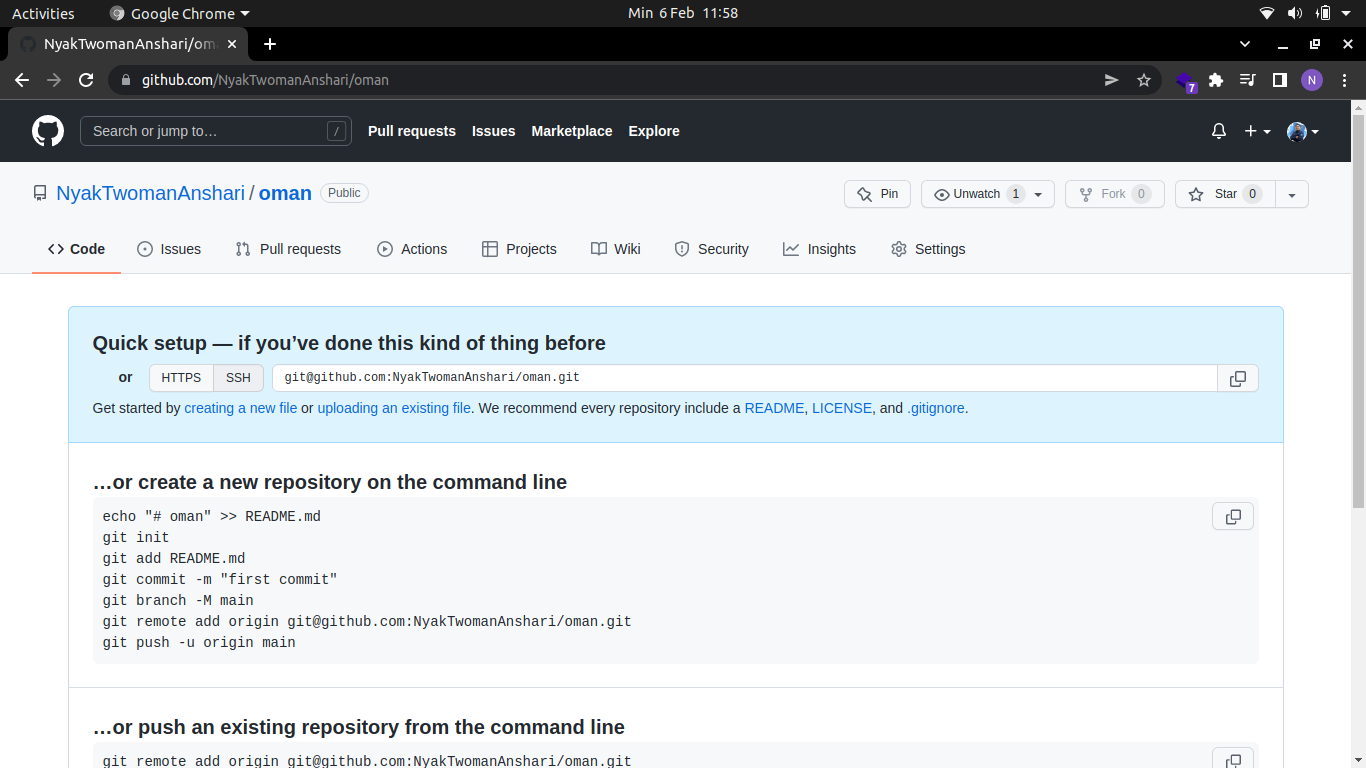 Activities Google Chrome Min 6 Feb 11:58
NyakTwomanAnshari/oma
github.com/NyakTwomanAnshari/oman 7 N
Search or jump to… / Pull requests Issues Marketplace Explore
NyakTwomanAnshari / oman Public Pin Unwatch 1 Fork 0 Star 0
Code Issues Pull requests Actions Projects Wiki Security Insights Settings
Quick setup — if you’ve done this kind of thing before
or HTTPS SSH git@github.com:NyakTwomanAnshari/oman.git
Get started by creating a new file or uploading an existing file. We recommend every repository include a README, LICENSE, and .gitignore.
…or create a new repository on the command line
echo "# oman" >> README.md
git init
git add README.md
git commit -m "first commit"
git branch -M main
git remote add origin git@github.com:NyakTwomanAnshari/oman.git
git push -u origin main
…or push an existing repository from the command line
git remote add origin git@github.com:NyakTwomanAnshari/oman.git